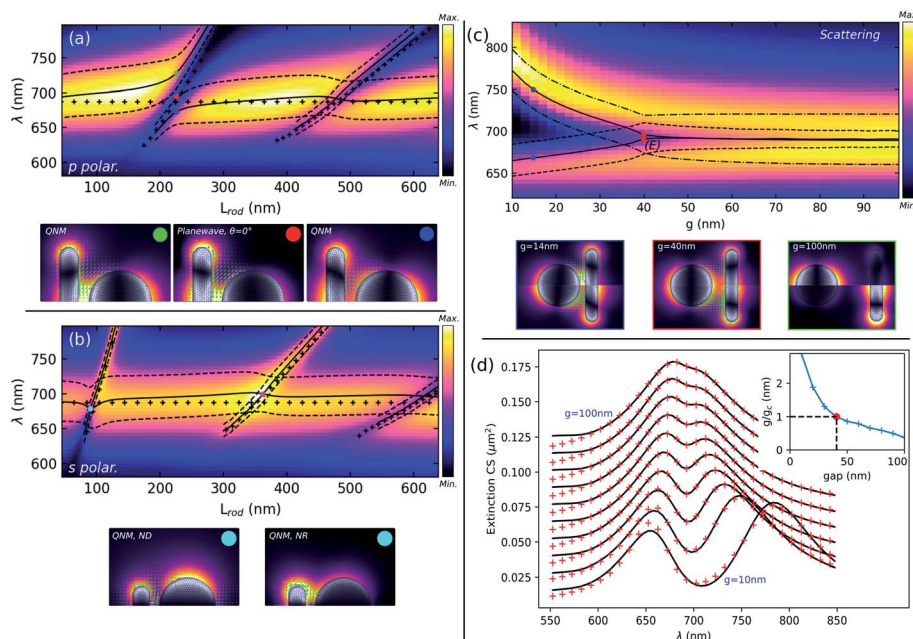 (a)
Max.
750
700
650
600
λ (nm)
p polar.
Min.
100 200 300 400 500 600
L_rod (nm)
QNM
Planewave, θ=0°
QNM
(b)
Max.
750
700
650
600
λ (nm)
s polar.
Min.
100 200 300 400 500 600
L_rod (nm)
QNM, ND
QNM, NR
(c)
Scattering
Max.
800
750
700
650
λ (nm)
(E)
Min.
10 20 30 40 50 60 70 80 90
g (nm)
g=14nm
g=40nm
g=100nm
(d)
0.175
0.150
0.125
0.100
0.075
0.050
0.025
Extinction CS (μm²)
g=100nm
g=10nm
550 600 650 700 750 800 850
λ (nm)
g/g_c (nm)
2
1
0
0 50 100
gap (nm)